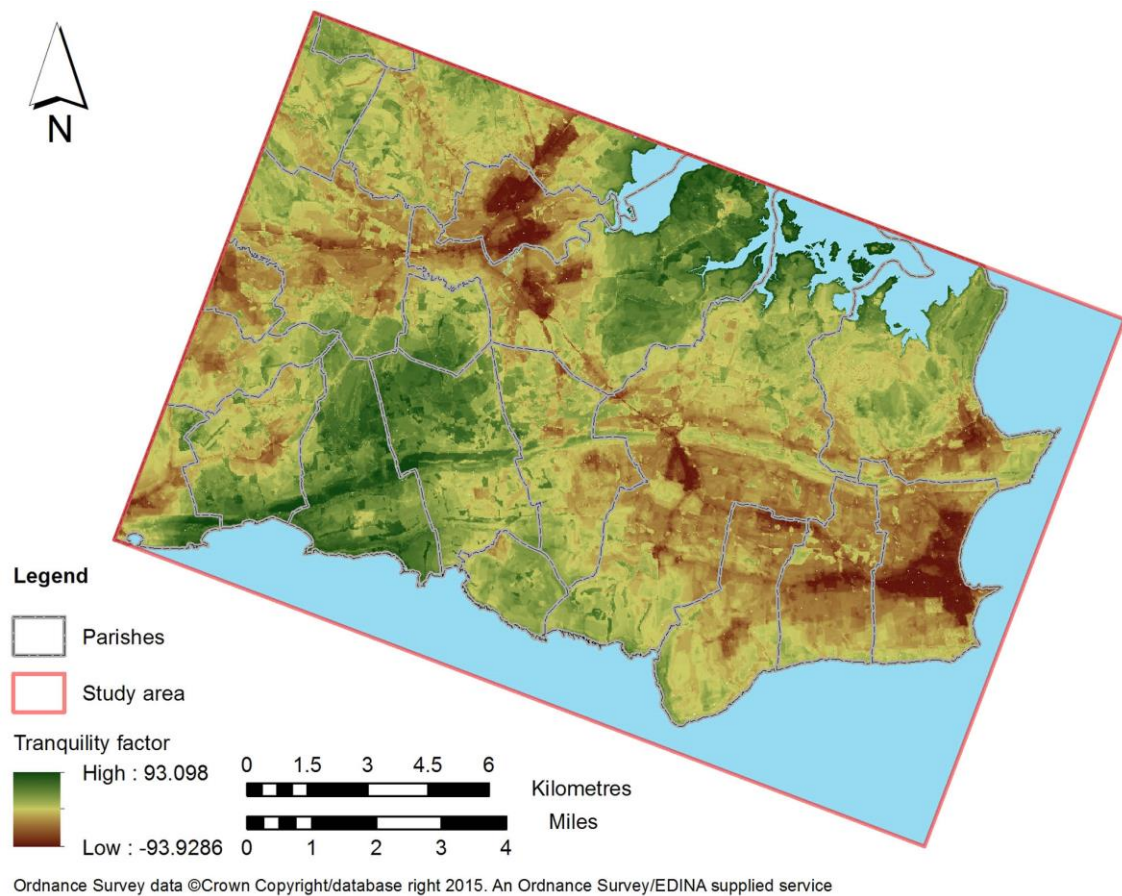 N
Legend
Parishes
Study area
Tranquility factor
High : 93.098
Low : -93.9286
0 1.5 3 4.5 6
Kilometres
Miles
0 1 2 3 4
Ordnance Survey data ©Crown Copyright/database right 2015. An Ordnance Survey/EDINA supplied service